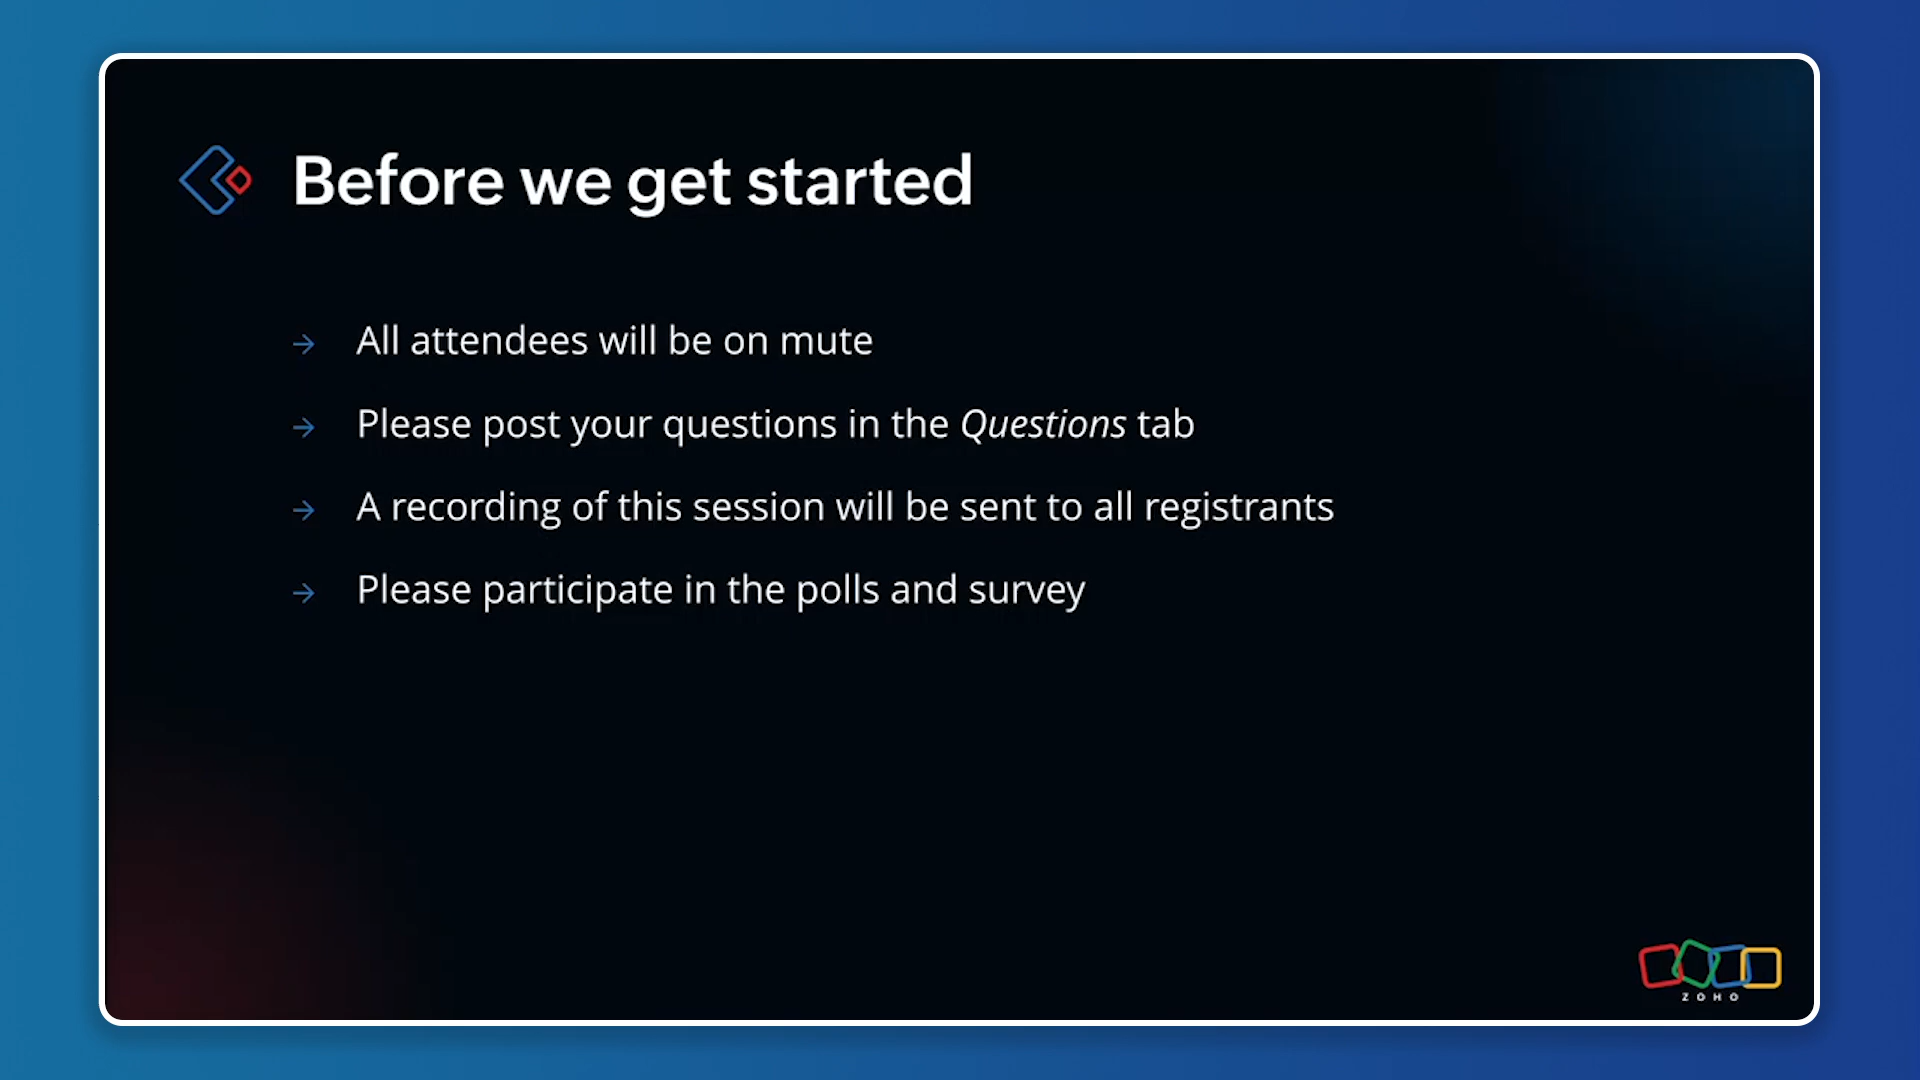 Before we get started
→ All attendees will be on mute
→ Please post your questions in the Questions tab
→ A recording of this session will be sent to all registrants
→ Please participate in the polls and survey
ZOHO